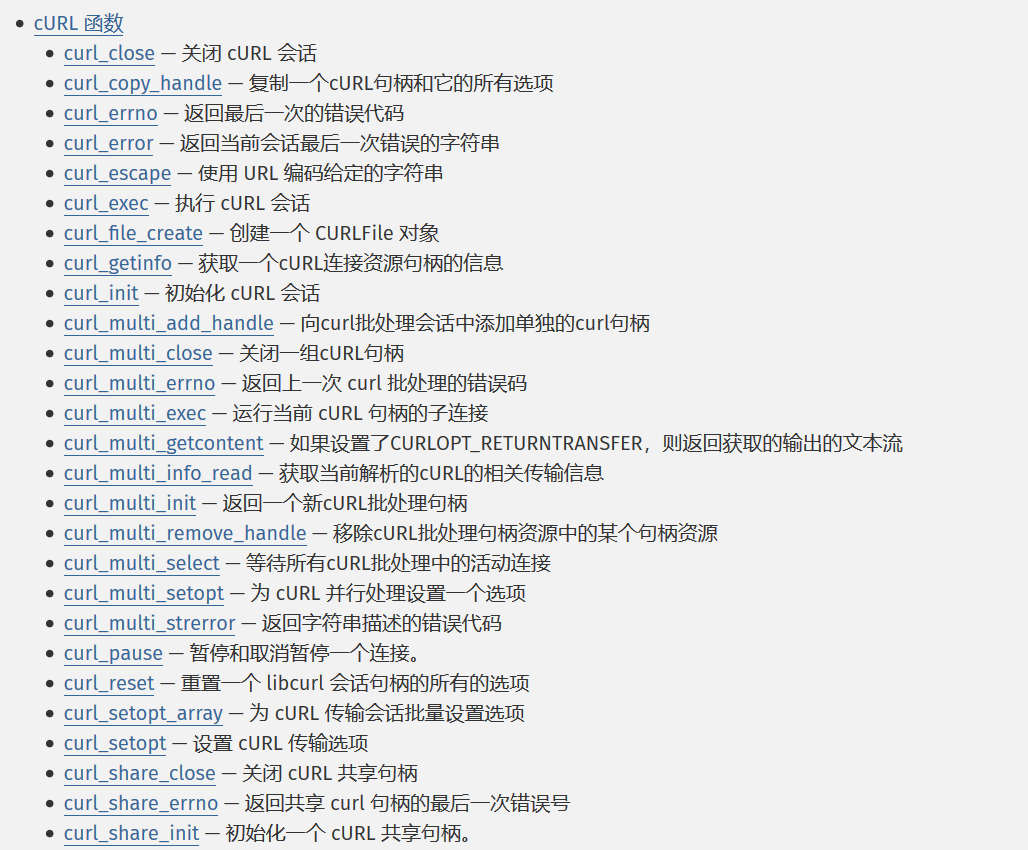 cURL 函数
curl_close — 关闭 cURL 会话
curl_copy_handle — 复制一个cURL句柄和它的所有选项
curl_errno — 返回最后一次的错误代码
curl_error — 返回当前会话最后一次错误的字符串
curl_escape — 使用 URL 编码给定的字符串
curl_exec — 执行 cURL 会话
curl_file_create — 创建一个 CURLFile 对象
curl_getinfo — 获取一个cURL连接资源句柄的信息
curl_init — 初始化 cURL 会话
curl_multi_add_handle — 向curl批处理会话中添加单独的curl句柄
curl_multi_close — 关闭一组cURL句柄
curl_multi_errno — 返回上一次 curl 批处理的错误码
curl_multi_exec — 运行当前 cURL 句柄的子连接
curl_multi_getcontent — 如果设置了CURLOPT_RETURNTRANSFER，则返回获取的输出的文本流
curl_multi_info_read — 获取当前解析的cURL的相关传输信息
curl_multi_init — 返回一个新cURL批处理句柄
curl_multi_remove_handle — 移除cURL批处理句柄资源中的某个句柄资源
curl_multi_select — 等待所有cURL批处理中的活动连接
curl_multi_setopt — 为 cURL 并行处理设置一个选项
curl_multi_strerror — 返回字符串描述的错误代码
curl_pause — 暂停和取消暂停一个连接。
curl_reset — 重置一个 libcurl 会话句柄的所有的选项
curl_setopt_array — 为 cURL 传输会话批量设置选项
curl_setopt — 设置 cURL 传输选项
curl_share_close — 关闭 cURL 共享句柄
curl_share_errno — 返回共享 curl 句柄的最后一次错误号
curl_share_init — 初始化一个 cURL 共享句柄。